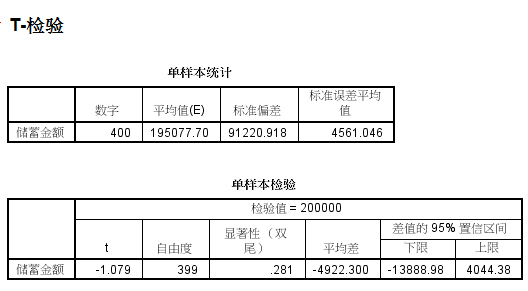 T-检验
单样本统计
数字 平均值(E) 标准偏差 标准误差平均
值
储蓄金额 400 195077.70 91220.918 4561.046
单样本检验
检验值 = 200000
t 自由度 显著性（双
尾） 平均差 差值的 95% 置信区间
下限 上限
储蓄金额 -1.079 399 .281 -4922.300 -13888.98 4044.38